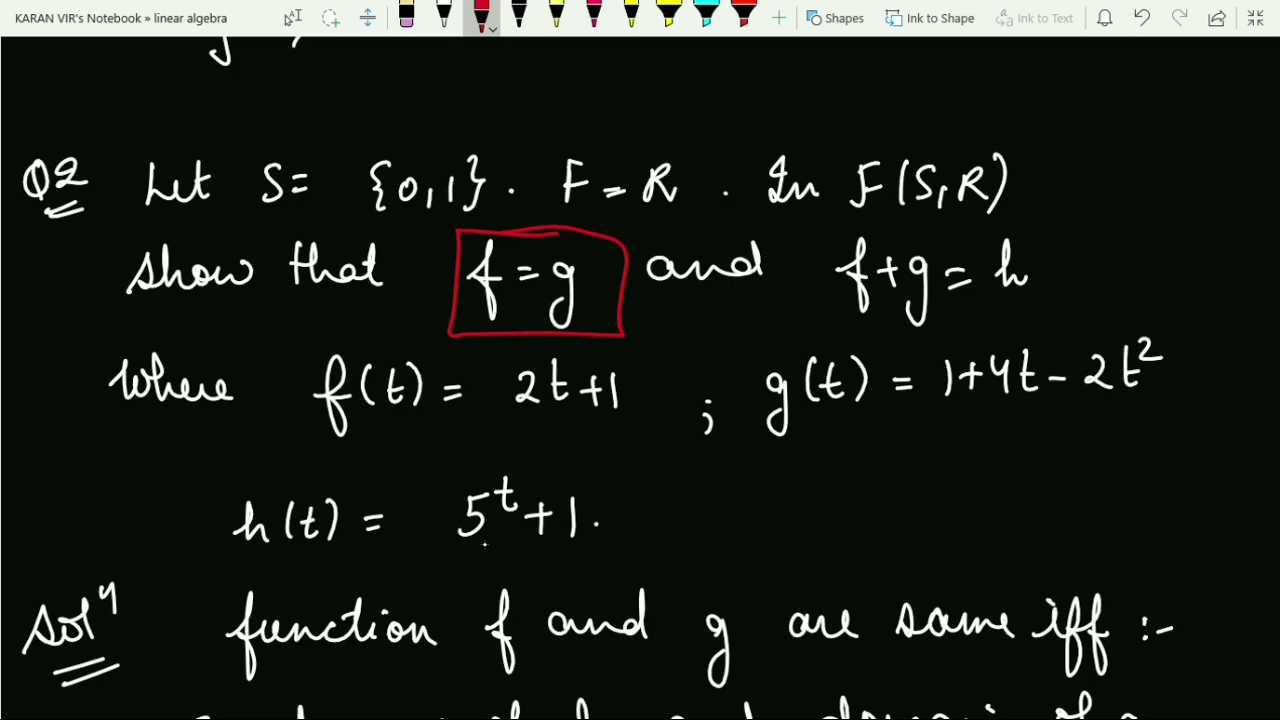 KARAN VIR's Notebook » linear algebra
Shapes
Ink to Shape
Ink to Text
Q2 Let S = {0,1} . F = R . In F(S,R)
show that f = g and f+g = h
where f(t) = 2t+1 ; g(t) = 1+4t-2t²
h(t) = 5^t + 1 .
Solⁿ function f and g are same iff :-